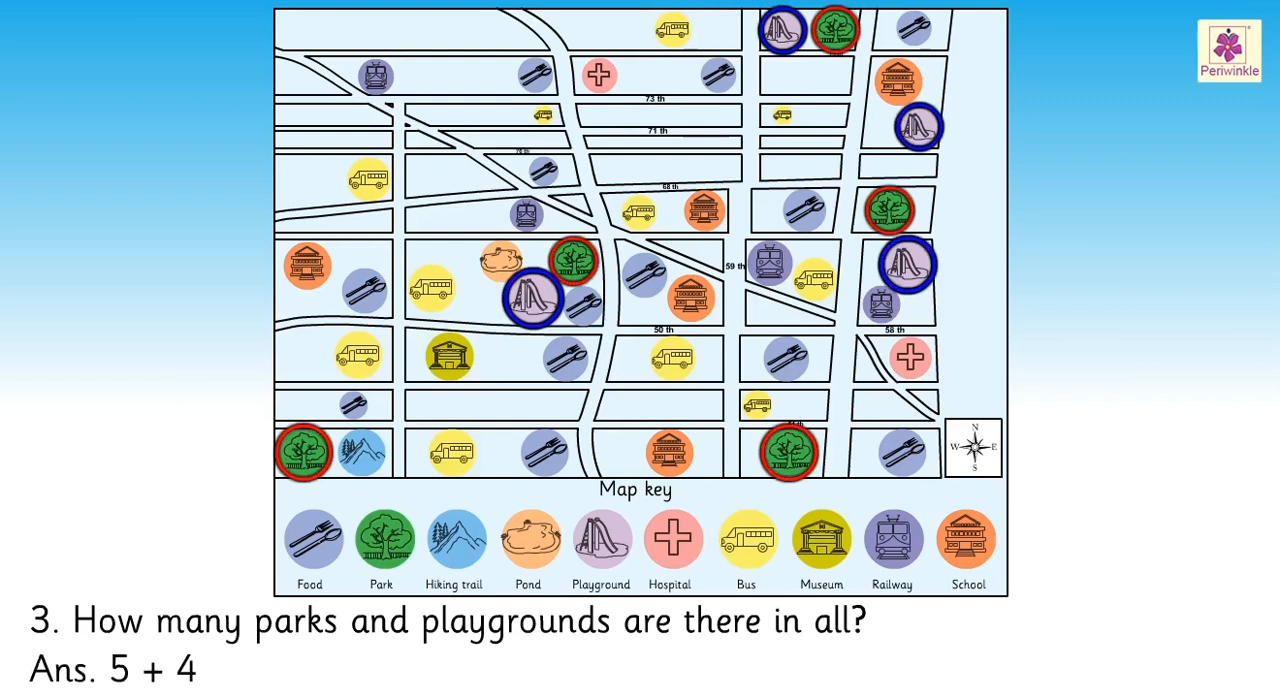 Periwinkle
73 th
71 th
70 th
68 th
59 th
50 th
58 th
N
W E
S
Map key
Food Park Hiking trail Pond Playground Hospital Bus Museum Railway School
3. How many parks and playgrounds are there in all?
Ans. 5 + 4